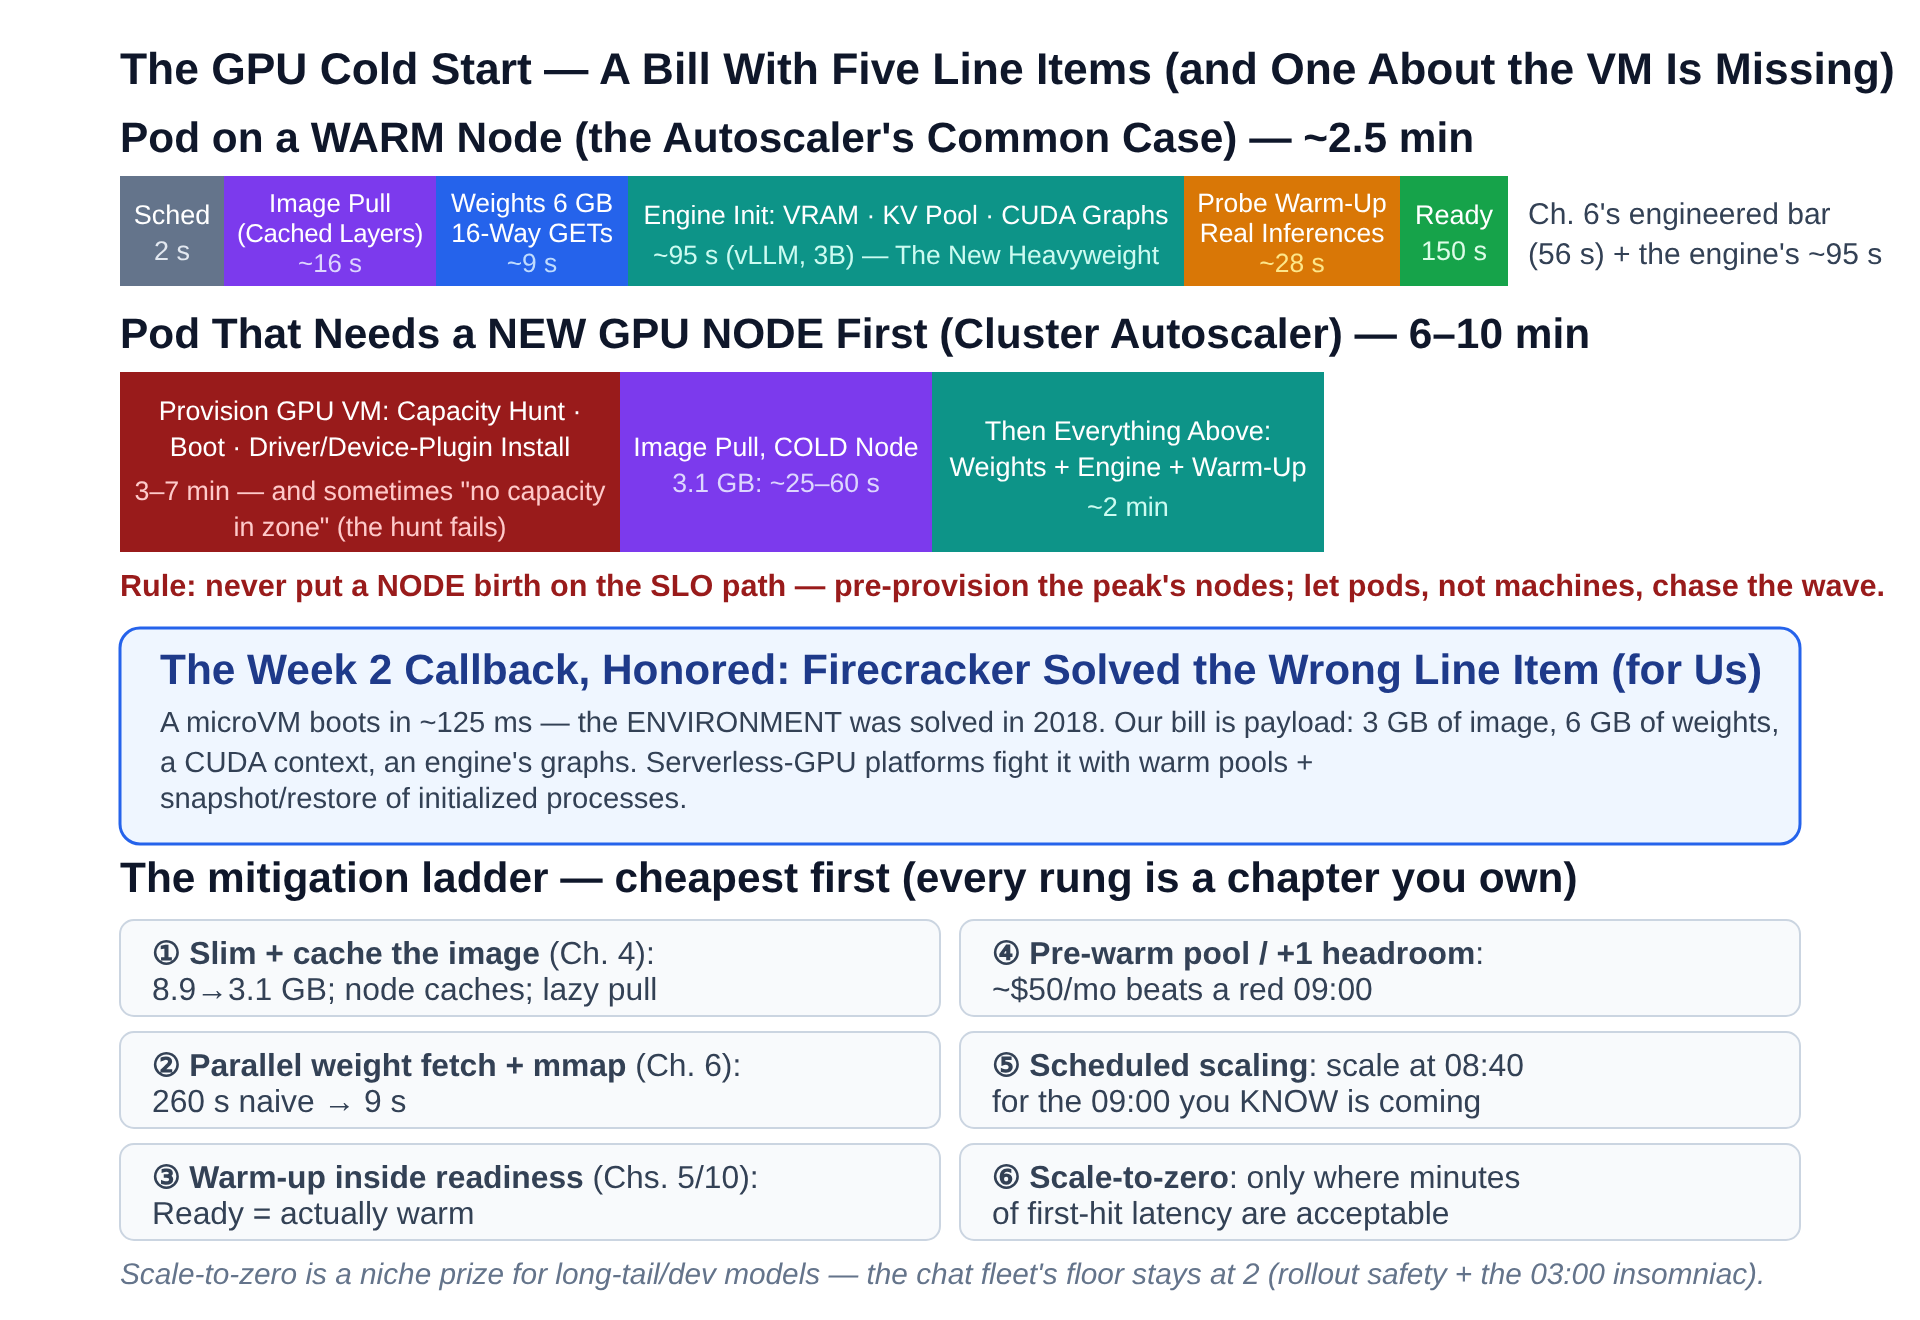 The GPU Cold Start — A Bill With Five Line Items (and One About the VM Is Missing)
Pod on a WARM Node (the Autoscaler's Common Case) — ~2.5 min
Sched
2 s
Image Pull
(Cached Layers)
~16 s
Weights 6 GB
16-Way GETs
~9 s
Engine Init: VRAM · KV Pool · CUDA Graphs
~95 s (vLLM, 3B) — The New Heavyweight
Probe Warm-Up
Real Inferences
~28 s
Ready
150 s
Ch. 6's engineered bar
(56 s) + the engine's ~95 s
Pod That Needs a NEW GPU NODE First (Cluster Autoscaler) — 6–10 min
Provision GPU VM: Capacity Hunt ·
Boot · Driver/Device-Plugin Install
3–7 min — and sometimes "no capacity
in zone" (the hunt fails)
Image Pull, COLD Node
3.1 GB: ~25–60 s
Then Everything Above:
Weights + Engine + Warm-Up
~2 min
Rule: never put a NODE birth on the SLO path — pre-provision the peak's nodes; let pods, not machines, chase the wave.
The Week 2 Callback, Honored: Firecracker Solved the Wrong Line Item (for Us)
A microVM boots in ~125 ms — the ENVIRONMENT was solved in 2018. Our bill is payload: 3 GB of image, 6 GB of weights,
a CUDA context, an engine's graphs. Serverless-GPU platforms fight it with warm pools +
snapshot/restore of initialized processes.
The mitigation ladder — cheapest first (every rung is a chapter you own)
① Slim + cache the image (Ch. 4):
8.9→3.1 GB; node caches; lazy pull
② Parallel weight fetch + mmap (Ch. 6):
260 s naive → 9 s
③ Warm-up inside readiness (Chs. 5/10):
Ready = actually warm
④ Pre-warm pool / +1 headroom:
~$50/mo beats a red 09:00
⑤ Scheduled scaling: scale at 08:40
for the 09:00 you KNOW is coming
⑥ Scale-to-zero: only where minutes
of first-hit latency are acceptable
Scale-to-zero is a niche prize for long-tail/dev models — the chat fleet's floor stays at 2 (rollout safety + the 03:00 insomniac).